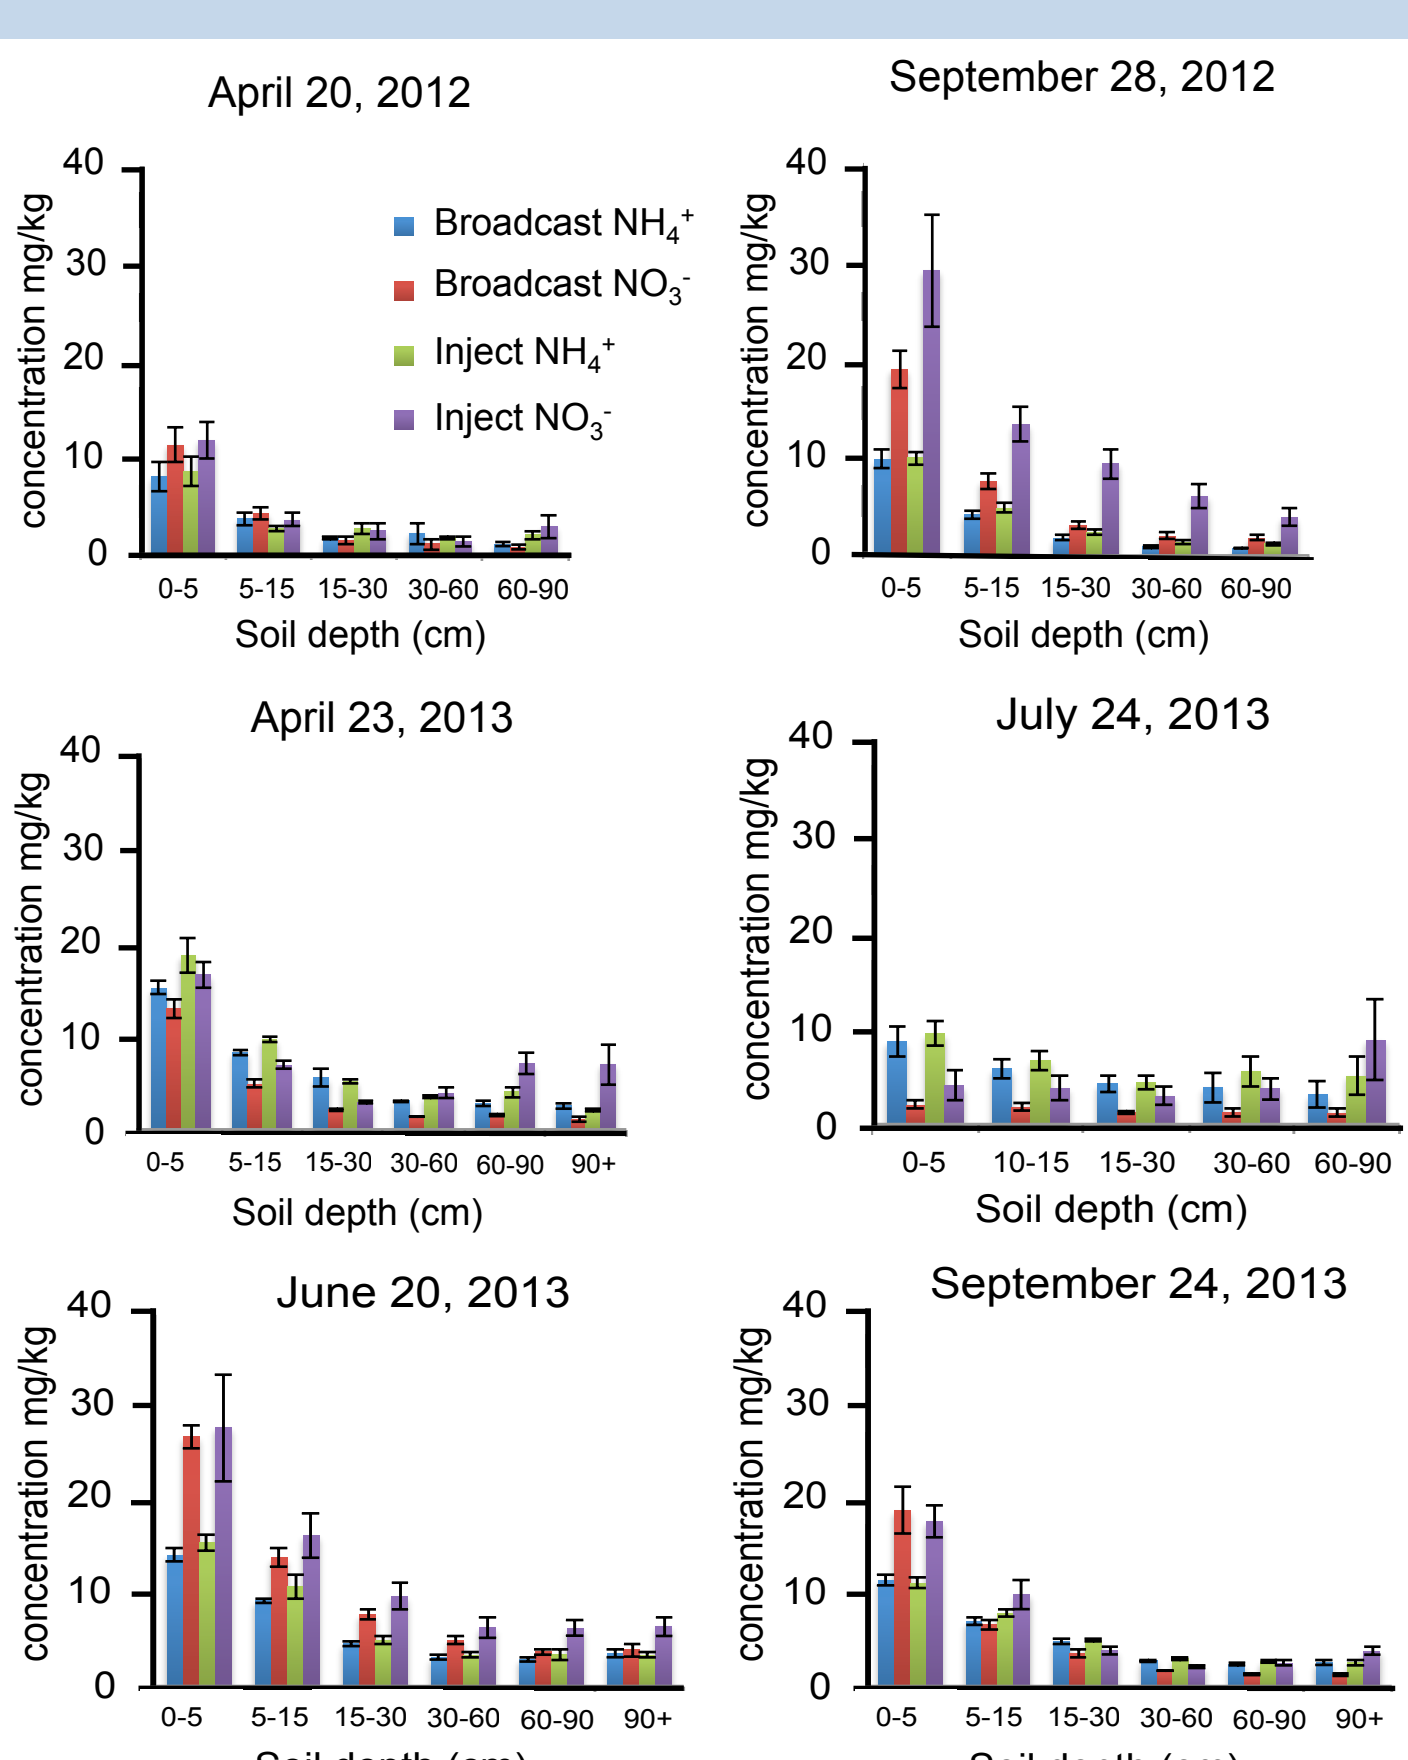 April 20, 2012
40
30
20
10
0
concentration mg/kg
Broadcast NH₄⁺
Broadcast NO₃⁻
Inject NH₄⁺
Inject NO₃⁻
0-5 5-15 15-30 30-60 60-90
Soil depth (cm)
September 28, 2012
40
30
20
10
0
concentration mg/kg
0-5 5-15 15-30 30-60 60-90
Soil depth (cm)
April 23, 2013
40
30
20
10
0
concentration mg/kg
0-5 5-15 15-30 30-60 60-90 90+
Soil depth (cm)
July 24, 2013
40
30
20
10
0
concentration mg/kg
0-5 10-15 15-30 30-60 60-90
Soil depth (cm)
June 20, 2013
40
30
20
10
0
concentration mg/kg
0-5 5-15 15-30 30-60 60-90 90+
Soil depth (cm)
September 24, 2013
40
30
20
10
0
concentration mg/kg
0-5 5-15 15-30 30-60 60-90 90+
Soil depth (cm)